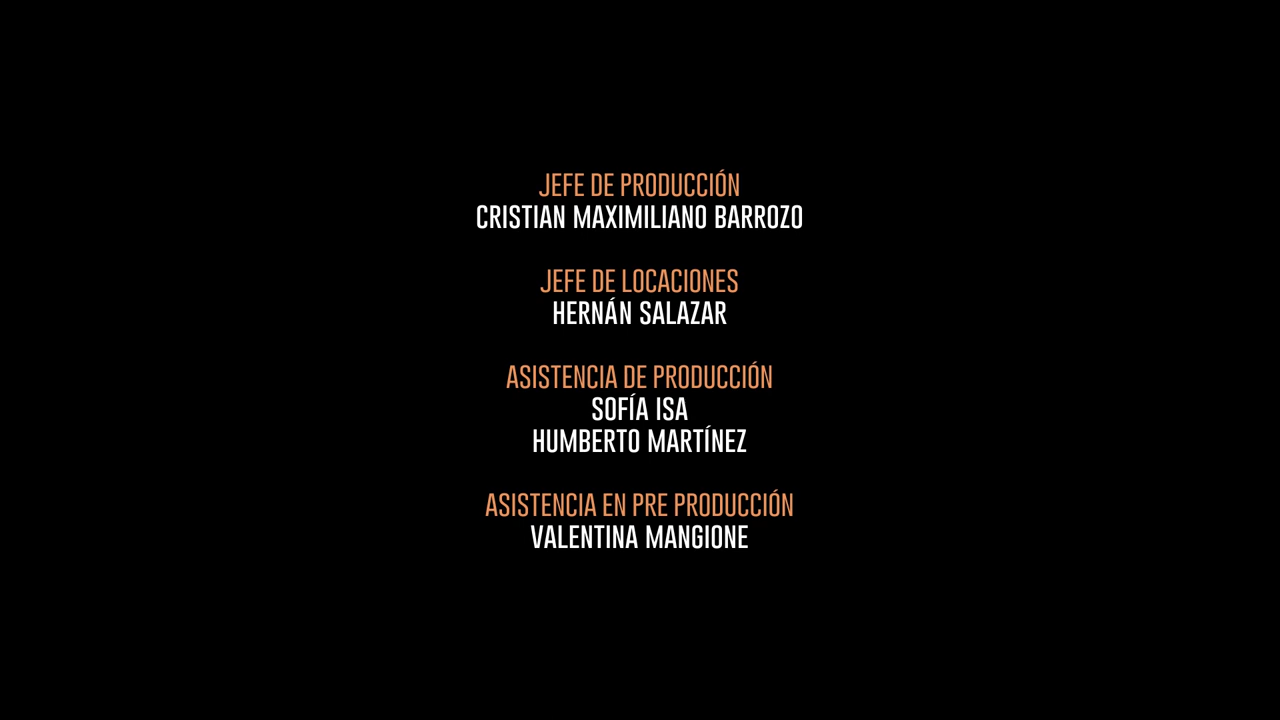 JEFE DE PRODUCCIÓN
CRISTIAN MAXIMILIANO BARROZO
JEFE DE LOCACIONES
HERNÁN SALAZAR
ASISTENCIA DE PRODUCCIÓN
SOFÍA ISA
HUMBERTO MARTÍNEZ
ASISTENCIA EN PRE PRODUCCIÓN
VALENTINA MANGIONE